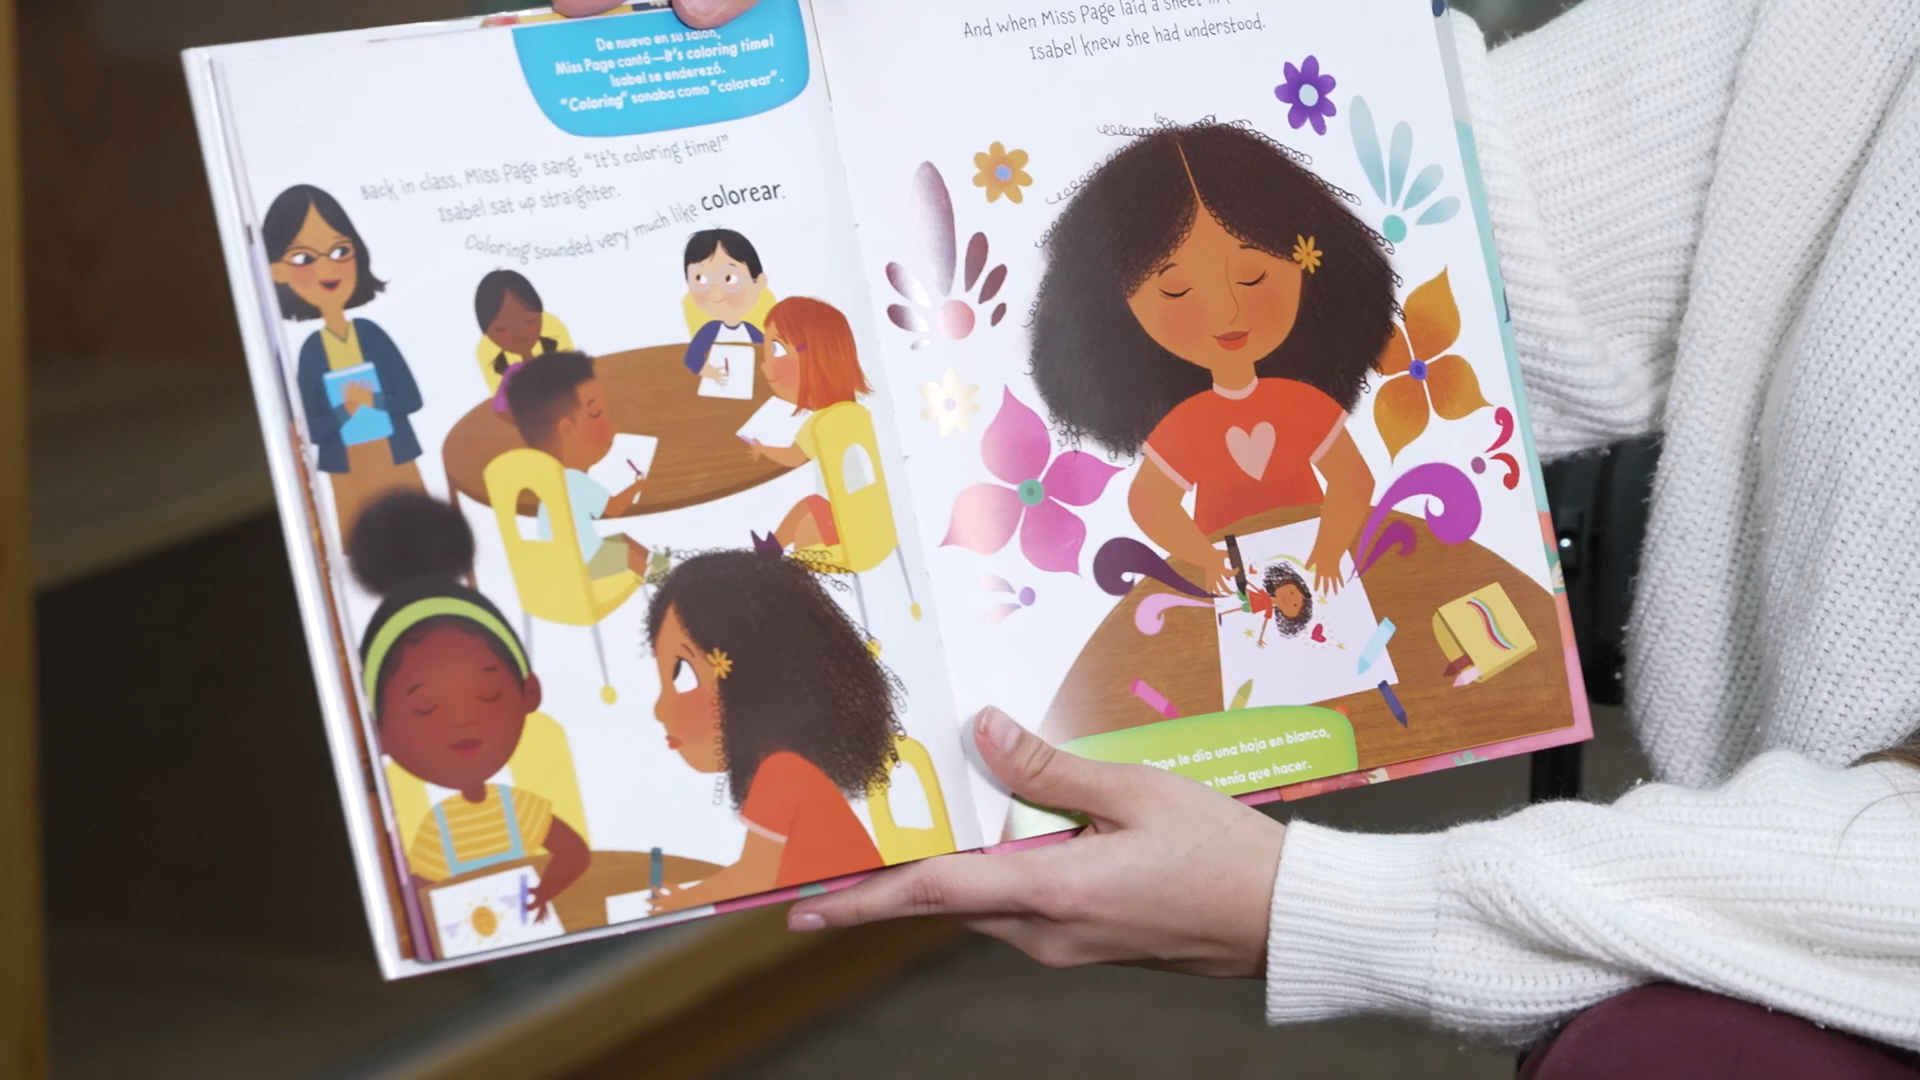 De nuevo en su salón,
Miss Page cantó—It's coloring time!
Isabel se enderezó.
"Coloring" sonaba como "colorear".
Back in class, Miss Page sang, "It's coloring time!"
Isabel sat up straighter.
Coloring sounded very much like colorear.
And when Miss Page laid a sheet
Isabel knew she had understood.
Page le dio una hoja en blanco,
tenía que hacer.